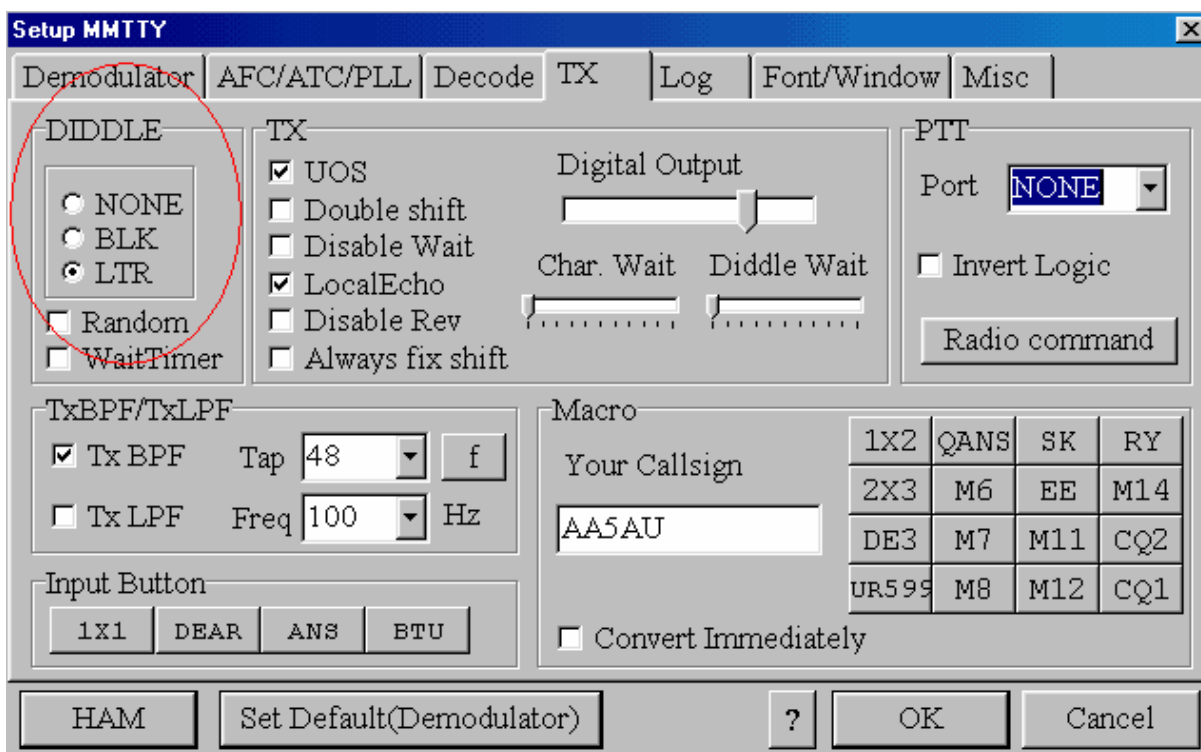 Setup MMTTY
Demodulator AFC/ATC/PLL Decode TX Log Font/Window Misc
DIDDLE
NONE
BLK
LTR
Random
WaitTimer
TX
UOS
Double shift
Disable Wait
LocalEcho
Disable Rev
Always fix shift
Digital Output
Char. Wait Diddle Wait
PTT
Port NONE
Invert Logic
Radio command
TxBPF/TxLPF
Tx BPF Tap 48 f
Tx LPF Freq 100 Hz
Input Button
1X1 DEAR ANS BTU
Macro
Your Callsign
AA5AU
Convert Immediately
1X2 QANS SK RY
2X3 M6 EE M14
DE3 M7 M11 CQ2
UR599 M8 M12 CQ1
HAM Set Default(Demodulator) ? OK Cancel